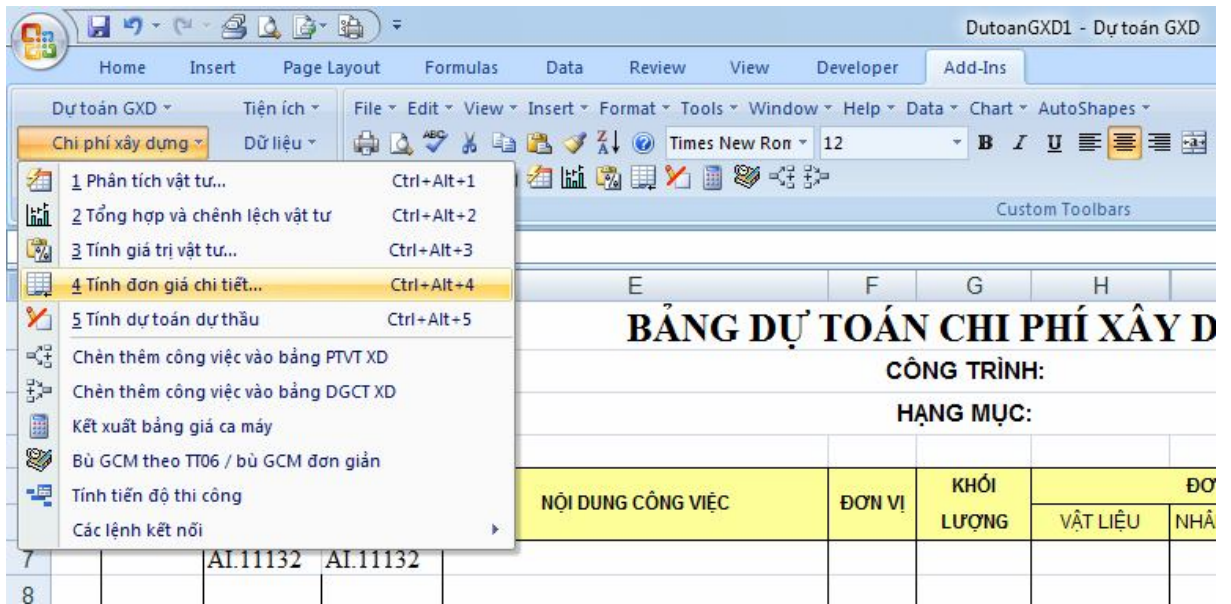 DutoanGXD1 - Dự toán GXD
Home Insert Page Layout Formulas Data Review View Developer Add-Ins
Dự toán GXD Tiện ích File Edit View Insert Format Tools Window Help Data Chart AutoShapes
Chi phí xây dựng Dữ liệu ABC Times New Ron 12 B I U
1 Phân tích vật tư... Ctrl+Alt+1
2 Tổng hợp và chênh lệch vật tư Ctrl+Alt+2
Custom Toolbars
3 Tính giá trị vật tư... Ctrl+Alt+3
4 Tính đơn giá chi tiết... Ctrl+Alt+4
5 Tính dự toán dự thầu Ctrl+Alt+5
Chèn thêm công việc vào bảng PTVT XD
Chèn thêm công việc vào bảng DGCT XD
Kết xuất bảng giá ca máy
Bù GCM theo TT06 / bù GCM đơn giản
Tính tiến độ thi công
Các lệnh kết nối
E F G H
BẢNG DỰ TOÁN CHI PHÍ XÂY D
CÔNG TRÌNH:
HẠNG MỤC:
NỘI DUNG CÔNG VIỆC ĐƠN VỊ KHỐI LƯỢNG ĐƠ
VẬT LIỆU NHÂ
7 AI.11132 AI.11132
8